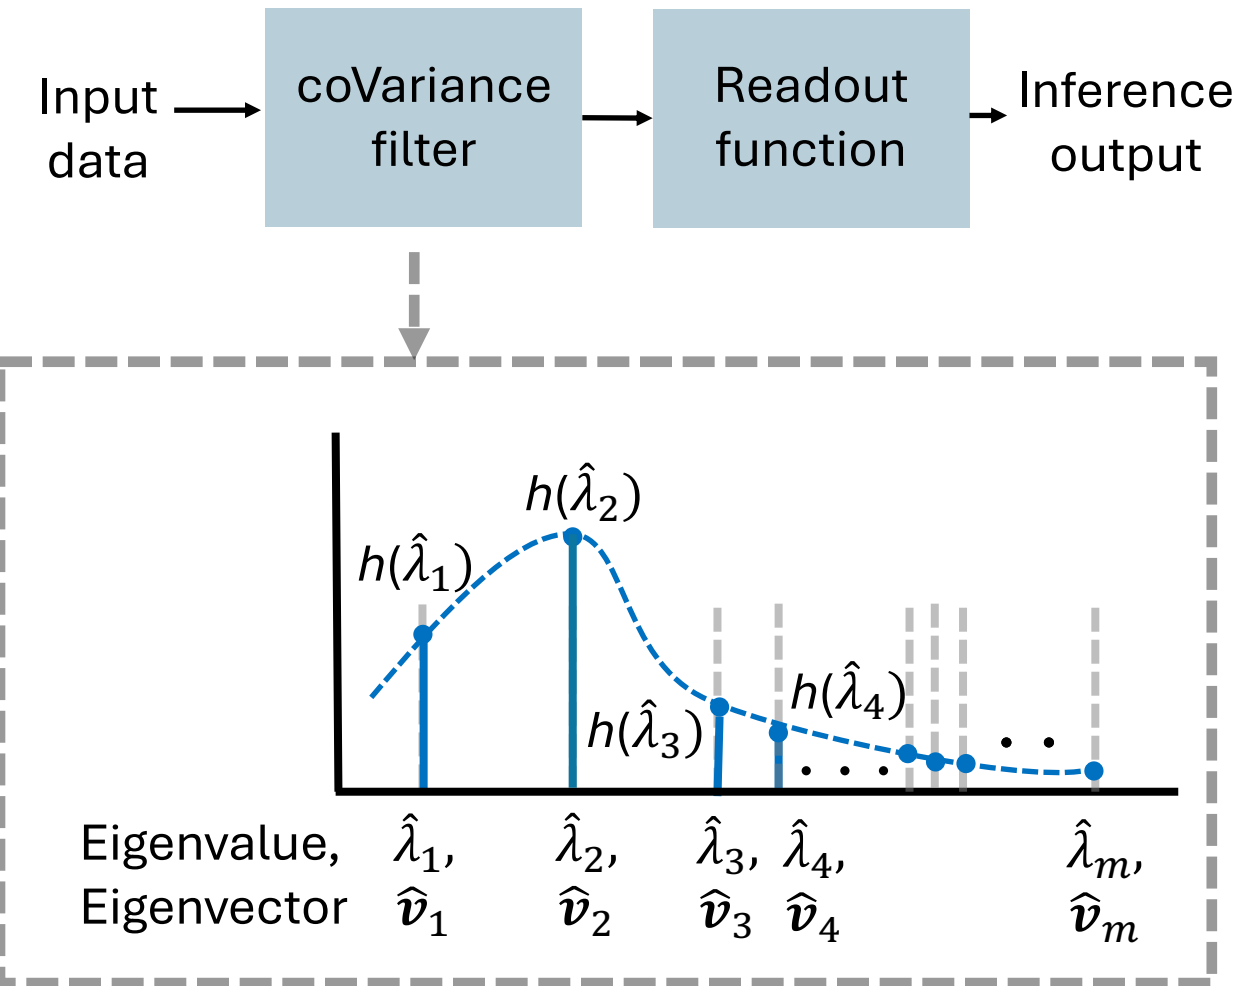 Input
data
coVariance
filter
Readout
function
Inference
output
h(λ̂₁)
h(λ̂₂)
h(λ̂₃)
h(λ̂₄)
. . .
. .
Eigenvalue, λ̂₁, λ̂₂, λ̂₃, λ̂₄, λ̂ₘ,
Eigenvector v̂₁ v̂₂ v̂₃ v̂₄ v̂ₘ